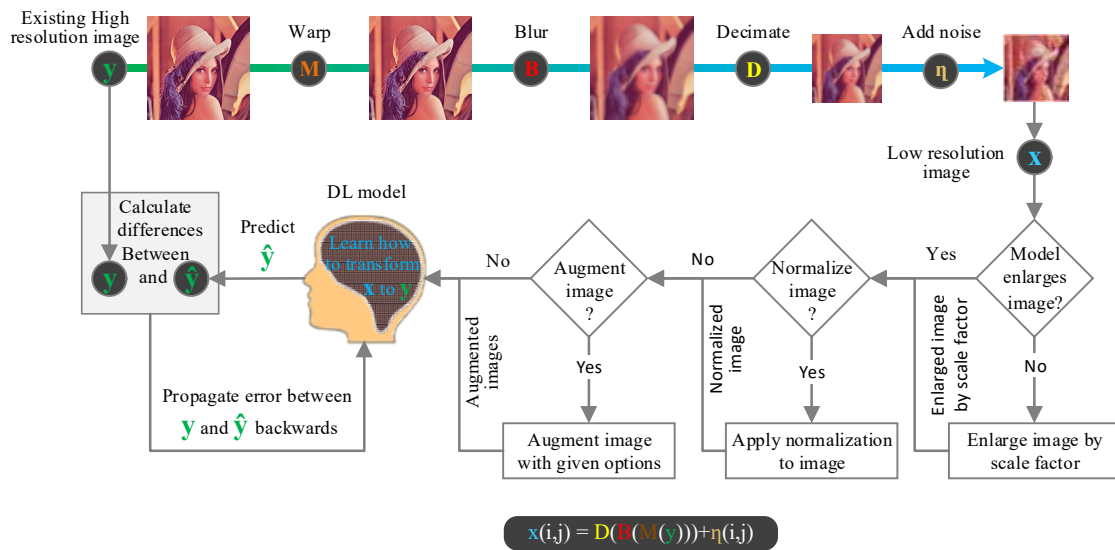 Existing High
resolution image
Warp
Blur
Decimate
Add noise
y
M
B
D
η
Low resolution
image
x
Calculate
differences
Between
y and ŷ
Predict
ŷ
DL model
Learn how
to transform
x to y
No
Augment
image
?
No
Normalize
image
?
Yes
Model
enlarges
image?
Augmented
images
Yes
Normalized
image
Yes
Enlarged image
by scale factor
No
Propagate error between
y and ŷ backwards
Augment image
with given options
Apply normalization
to image
Enlarge image by
scale factor
x(i,j) = D(B(M(y)))+η(i,j)